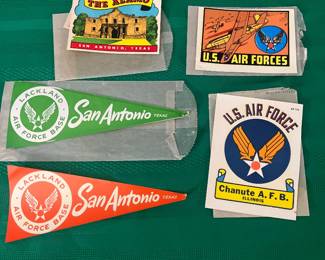 THE ALAMO
SAN ANTONIO, TEXAS
U.S. AIR FORCES
LACKLAND
AIR FORCE BASE
San Antonio TEXAS
U.S. AIR FORCE
Chanute A.F.B.
ILLINOIS
LACKLAND
AIR FORCE BASE
San Antonio TEXAS